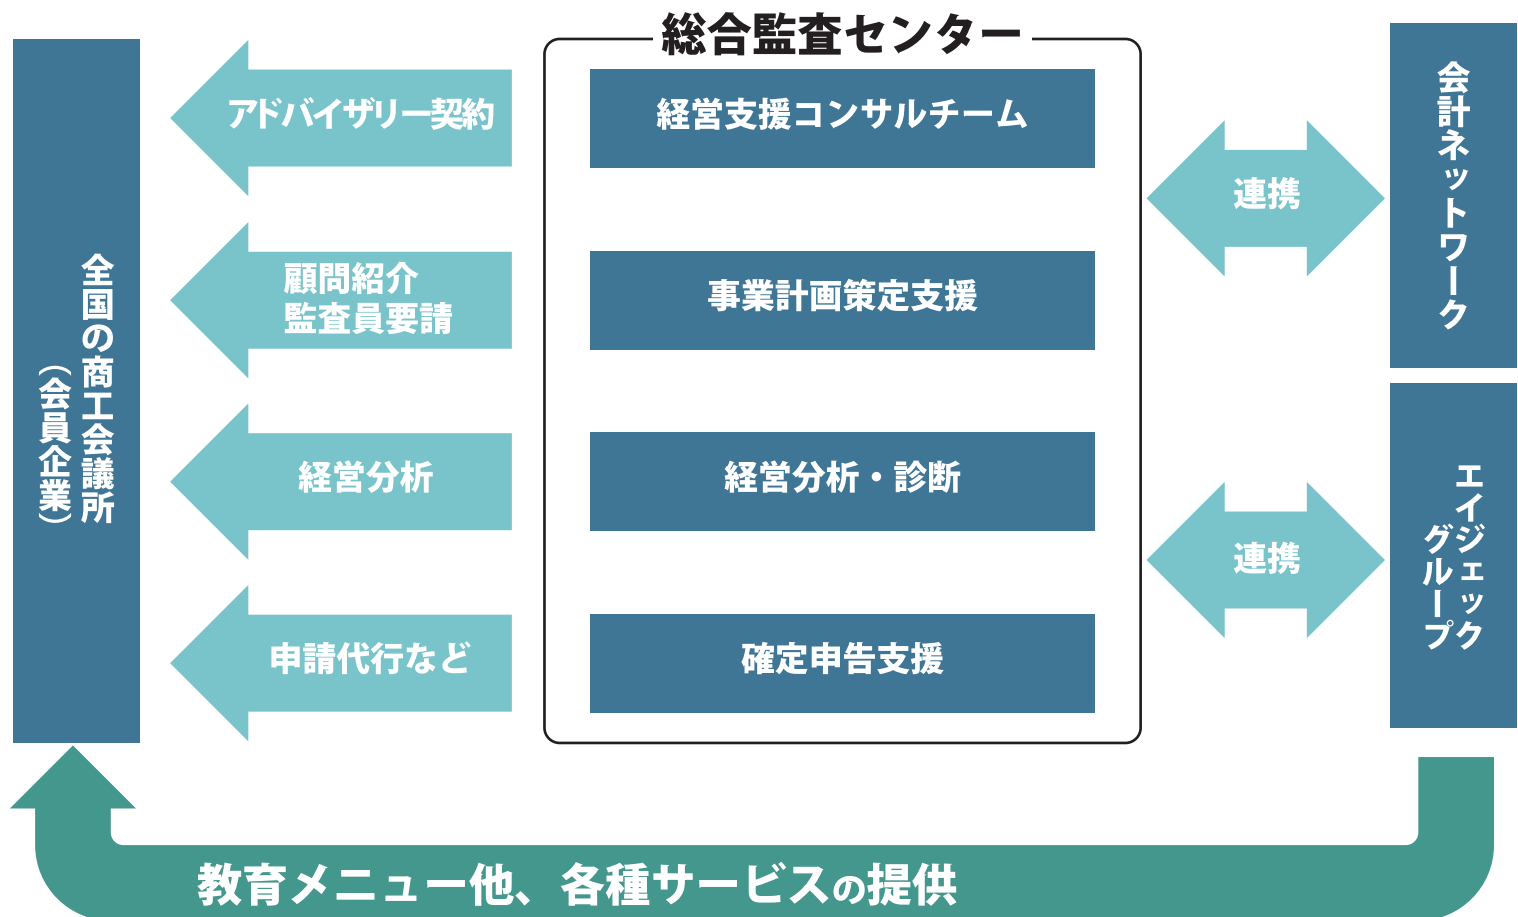 総合監査センター
全国の商工会議所
（会員企業）
アドバイザリー契約
顧問紹介
監査員要請
経営分析
申請代行など
経営支援コンサルチーム
事業計画策定支援
経営分析・診断
確定申告支援
連携
連携
会計ネットワーク
エイジェック
グループ
教育メニュー他、各種サービスの提供